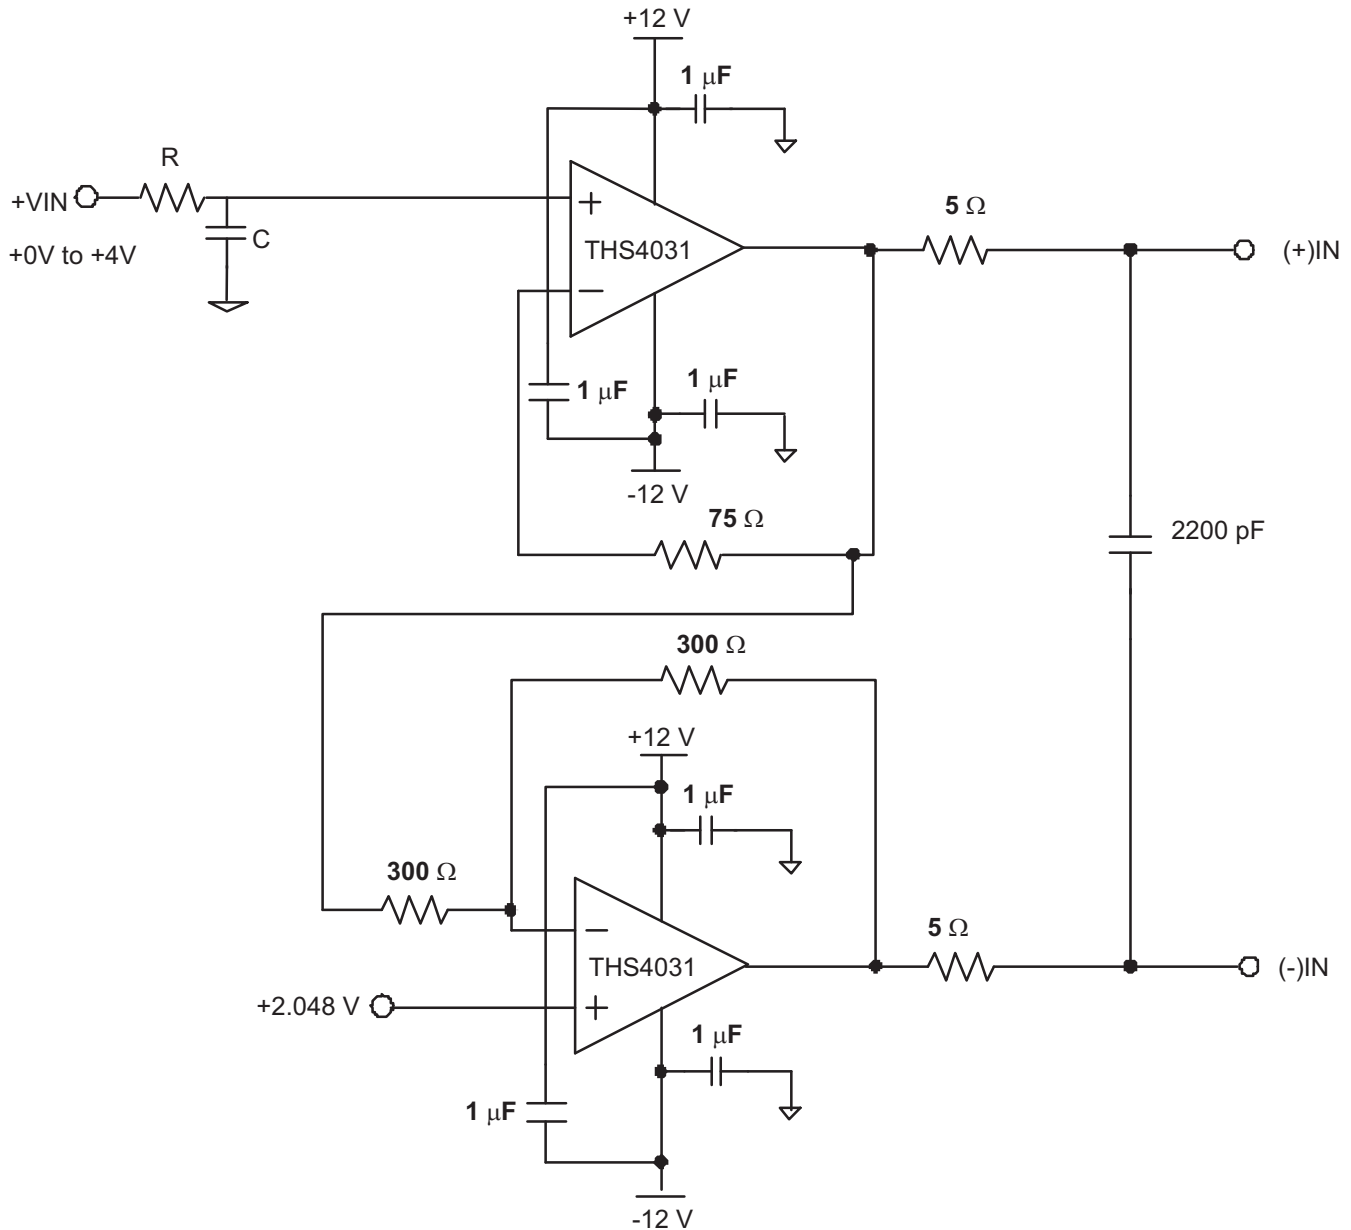 +12 V
1 μF
R
+VIN
C
+0V to +4V
+
THS4031
−
5 Ω
(+)IN
1 μF
1 μF
-12 V
75 Ω
2200 pF
300 Ω
+12 V
1 μF
300 Ω
−
THS4031
+
5 Ω
(-)IN
+2.048 V
1 μF
1 μF
-12 V